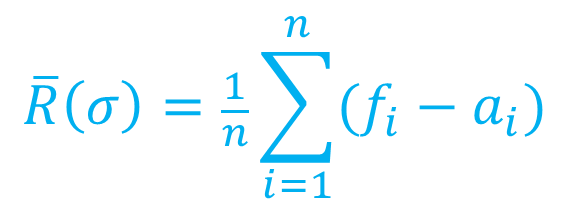 R̄(σ) = 1/n ∑_{i=1}^{n} (f_i − a_i)